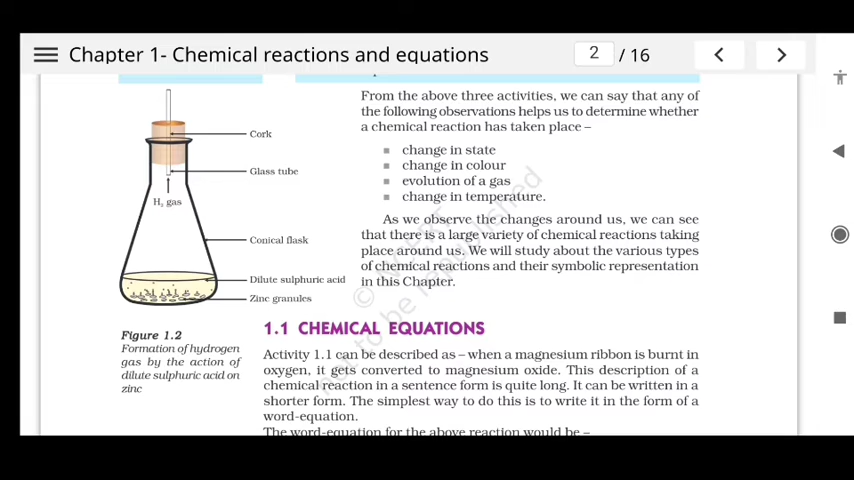 Chapter 1- Chemical reactions and equations
2 / 16
From the above three activities, we can say that any of
the following observations helps us to determine whether
a chemical reaction has taken place –
change in state
change in colour
evolution of a gas
change in temperature.
As we observe the changes around us, we can see
that there is a large variety of chemical reactions taking
place around us. We will study about the various types
of chemical reactions and their symbolic representation
in this Chapter.
Cork
Glass tube
H₂ gas
Conical flask
Dilute sulphuric acid
Zinc granules
Figure 1.2
Formation of hydrogen
gas by the action of
dilute sulphuric acid on
zinc
1.1 CHEMICAL EQUATIONS
Activity 1.1 can be described as – when a magnesium ribbon is burnt in
oxygen, it gets converted to magnesium oxide. This description of a
chemical reaction in a sentence form is quite long. It can be written in a
shorter form. The simplest way to do this is to write it in the form of a
word-equation.
The word-equation for the above reaction would be –
© NCERT
not to be republished